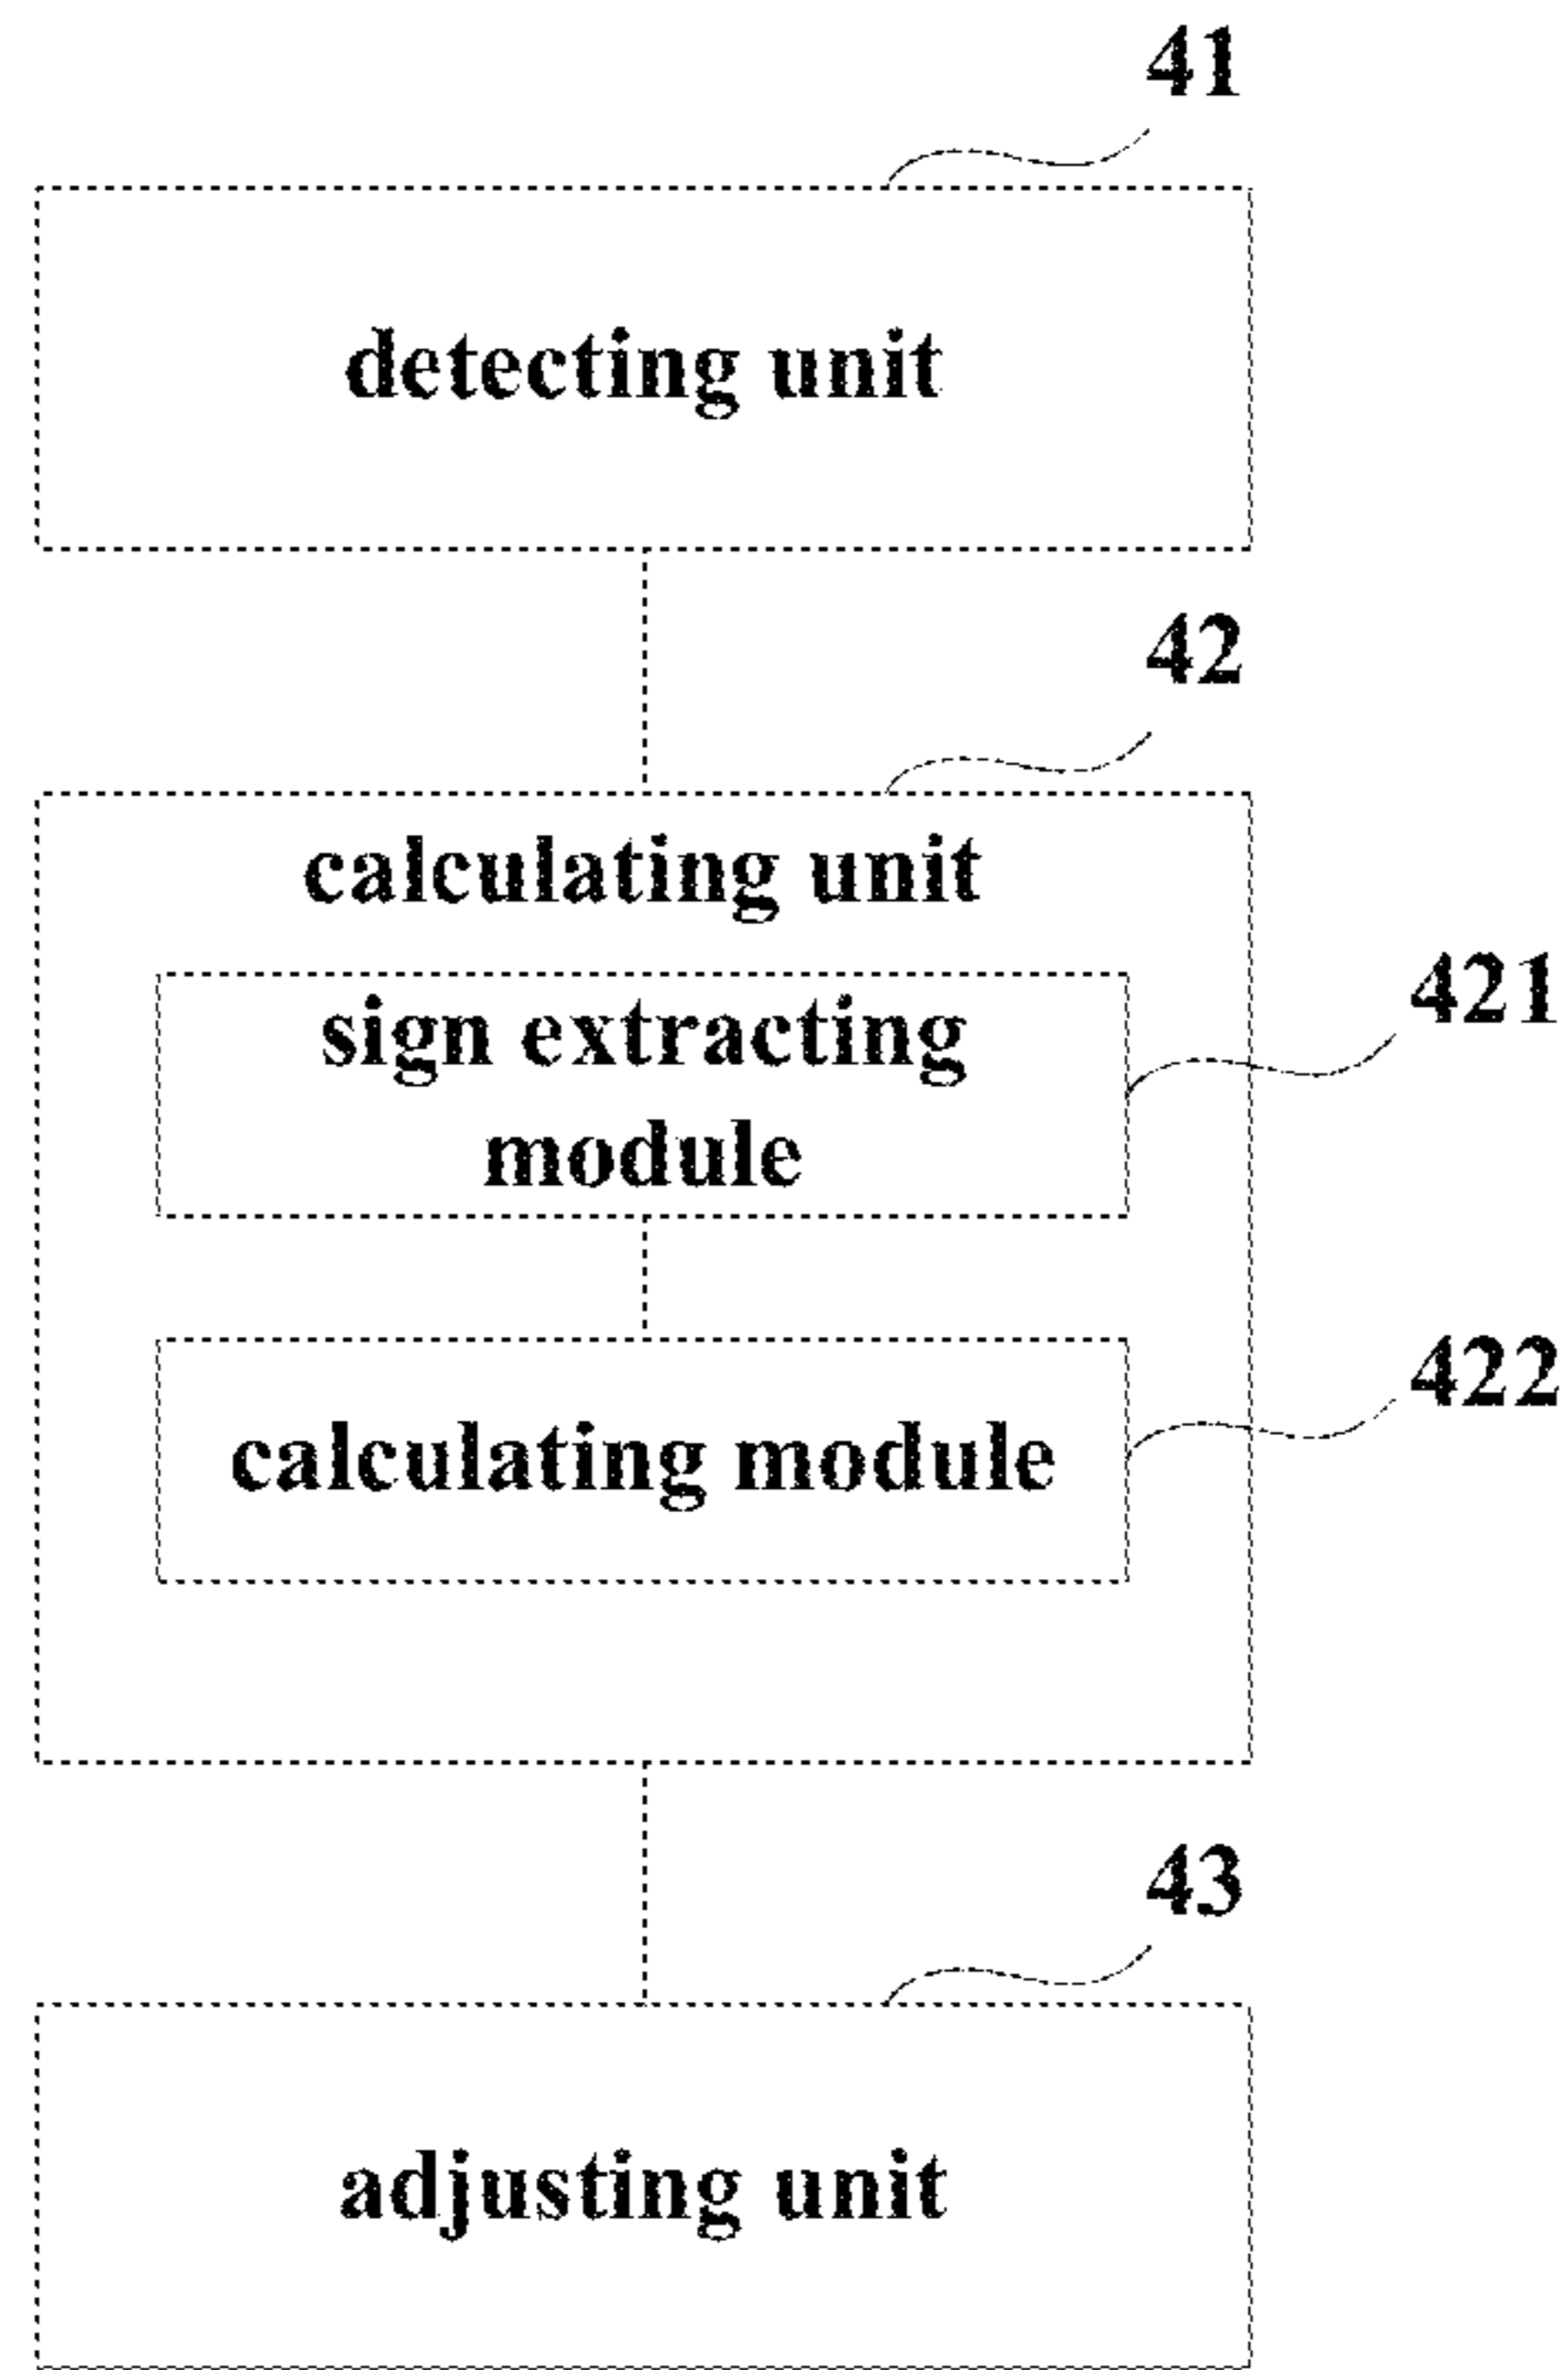 41
detecting unit
42
calculating unit
421
sign extracting
module
422
calculating module
43
adjusting unit